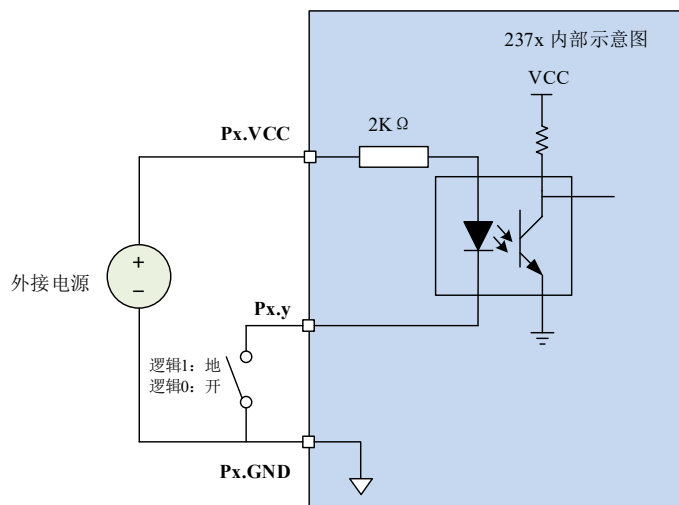 237x 内部示意图
VCC
2KΩ
Px.VCC
+
−
外接电源
Px.y
逻辑1：地
逻辑0：开
Px.GND